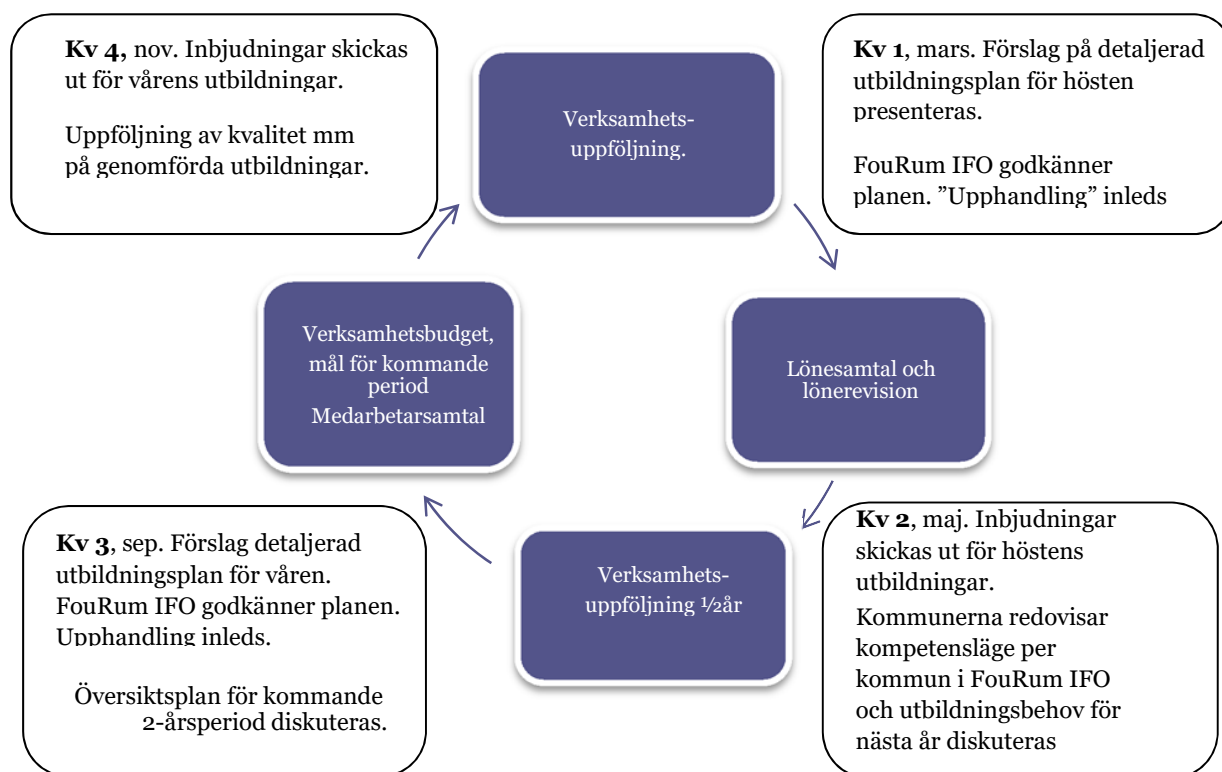 Kv 4, nov. Inbjudningar skickas
ut för vårens utbildningar.
Uppföljning av kvalitet mm
på genomförda utbildningar.
Verksamhets-
uppföljning.
Kv 1, mars. Förslag på detaljerad
utbildningsplan för hösten
presenteras.
FouRum IFO godkänner
planen. ”Upphandling” inleds
Verksamhetsbudget,
mål för kommande
period
Medarbetarsamtal
Lönesamtal och
lönerevision
Kv 3, sep. Förslag detaljerad
utbildningsplan för våren.
FouRum IFO godkänner planen.
Upphandling inleds.
Översiktsplan för kommande
2-årsperiod diskuteras.
Verksamhets-
uppföljning ½år
Kv 2, maj. Inbjudningar
skickas ut för höstens
utbildningar.
Kommunerna redovisar
kompetensläge per
kommun i FouRum IFO
och utbildningsbehov för
nästa år diskuteras